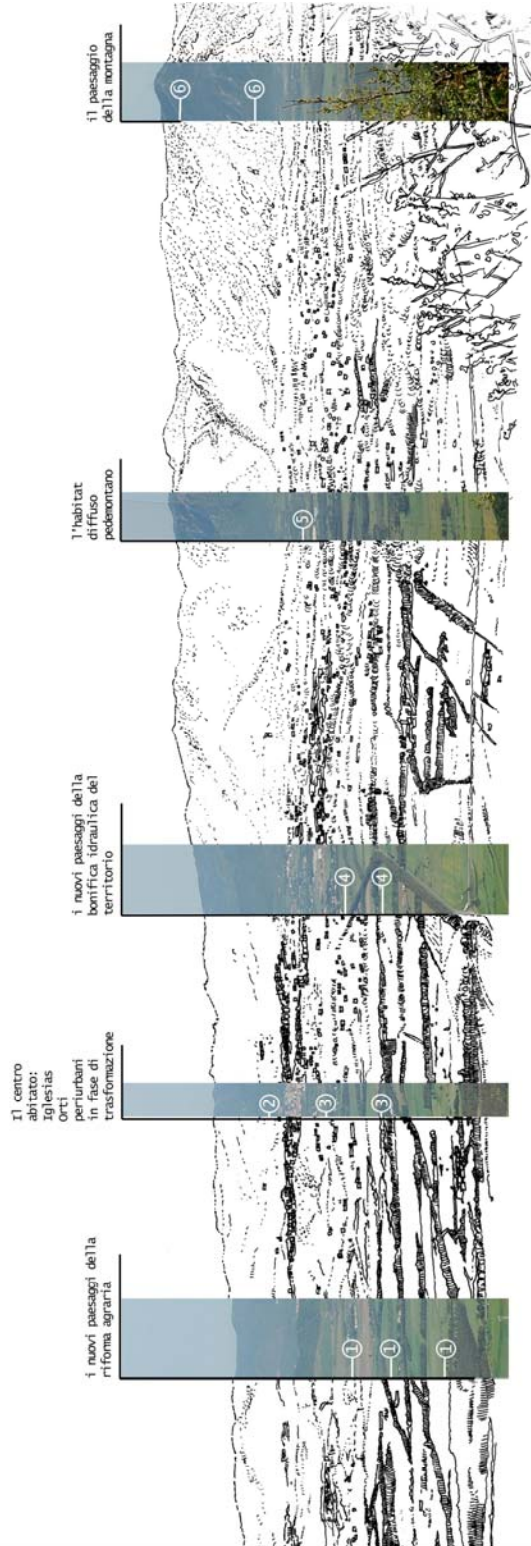 i nuovi paesaggi della
riforma agraria
1
1
1
Il centro
abitato:
Iglesias
Orti
periurbani
in fase di
trasformazione
2
3
3
i nuovi paesaggi della
bonifica idraulica del
territorio
4
4
l'habitat
diffuso
pedemontano
5
il paesaggio
della montagna
6
6